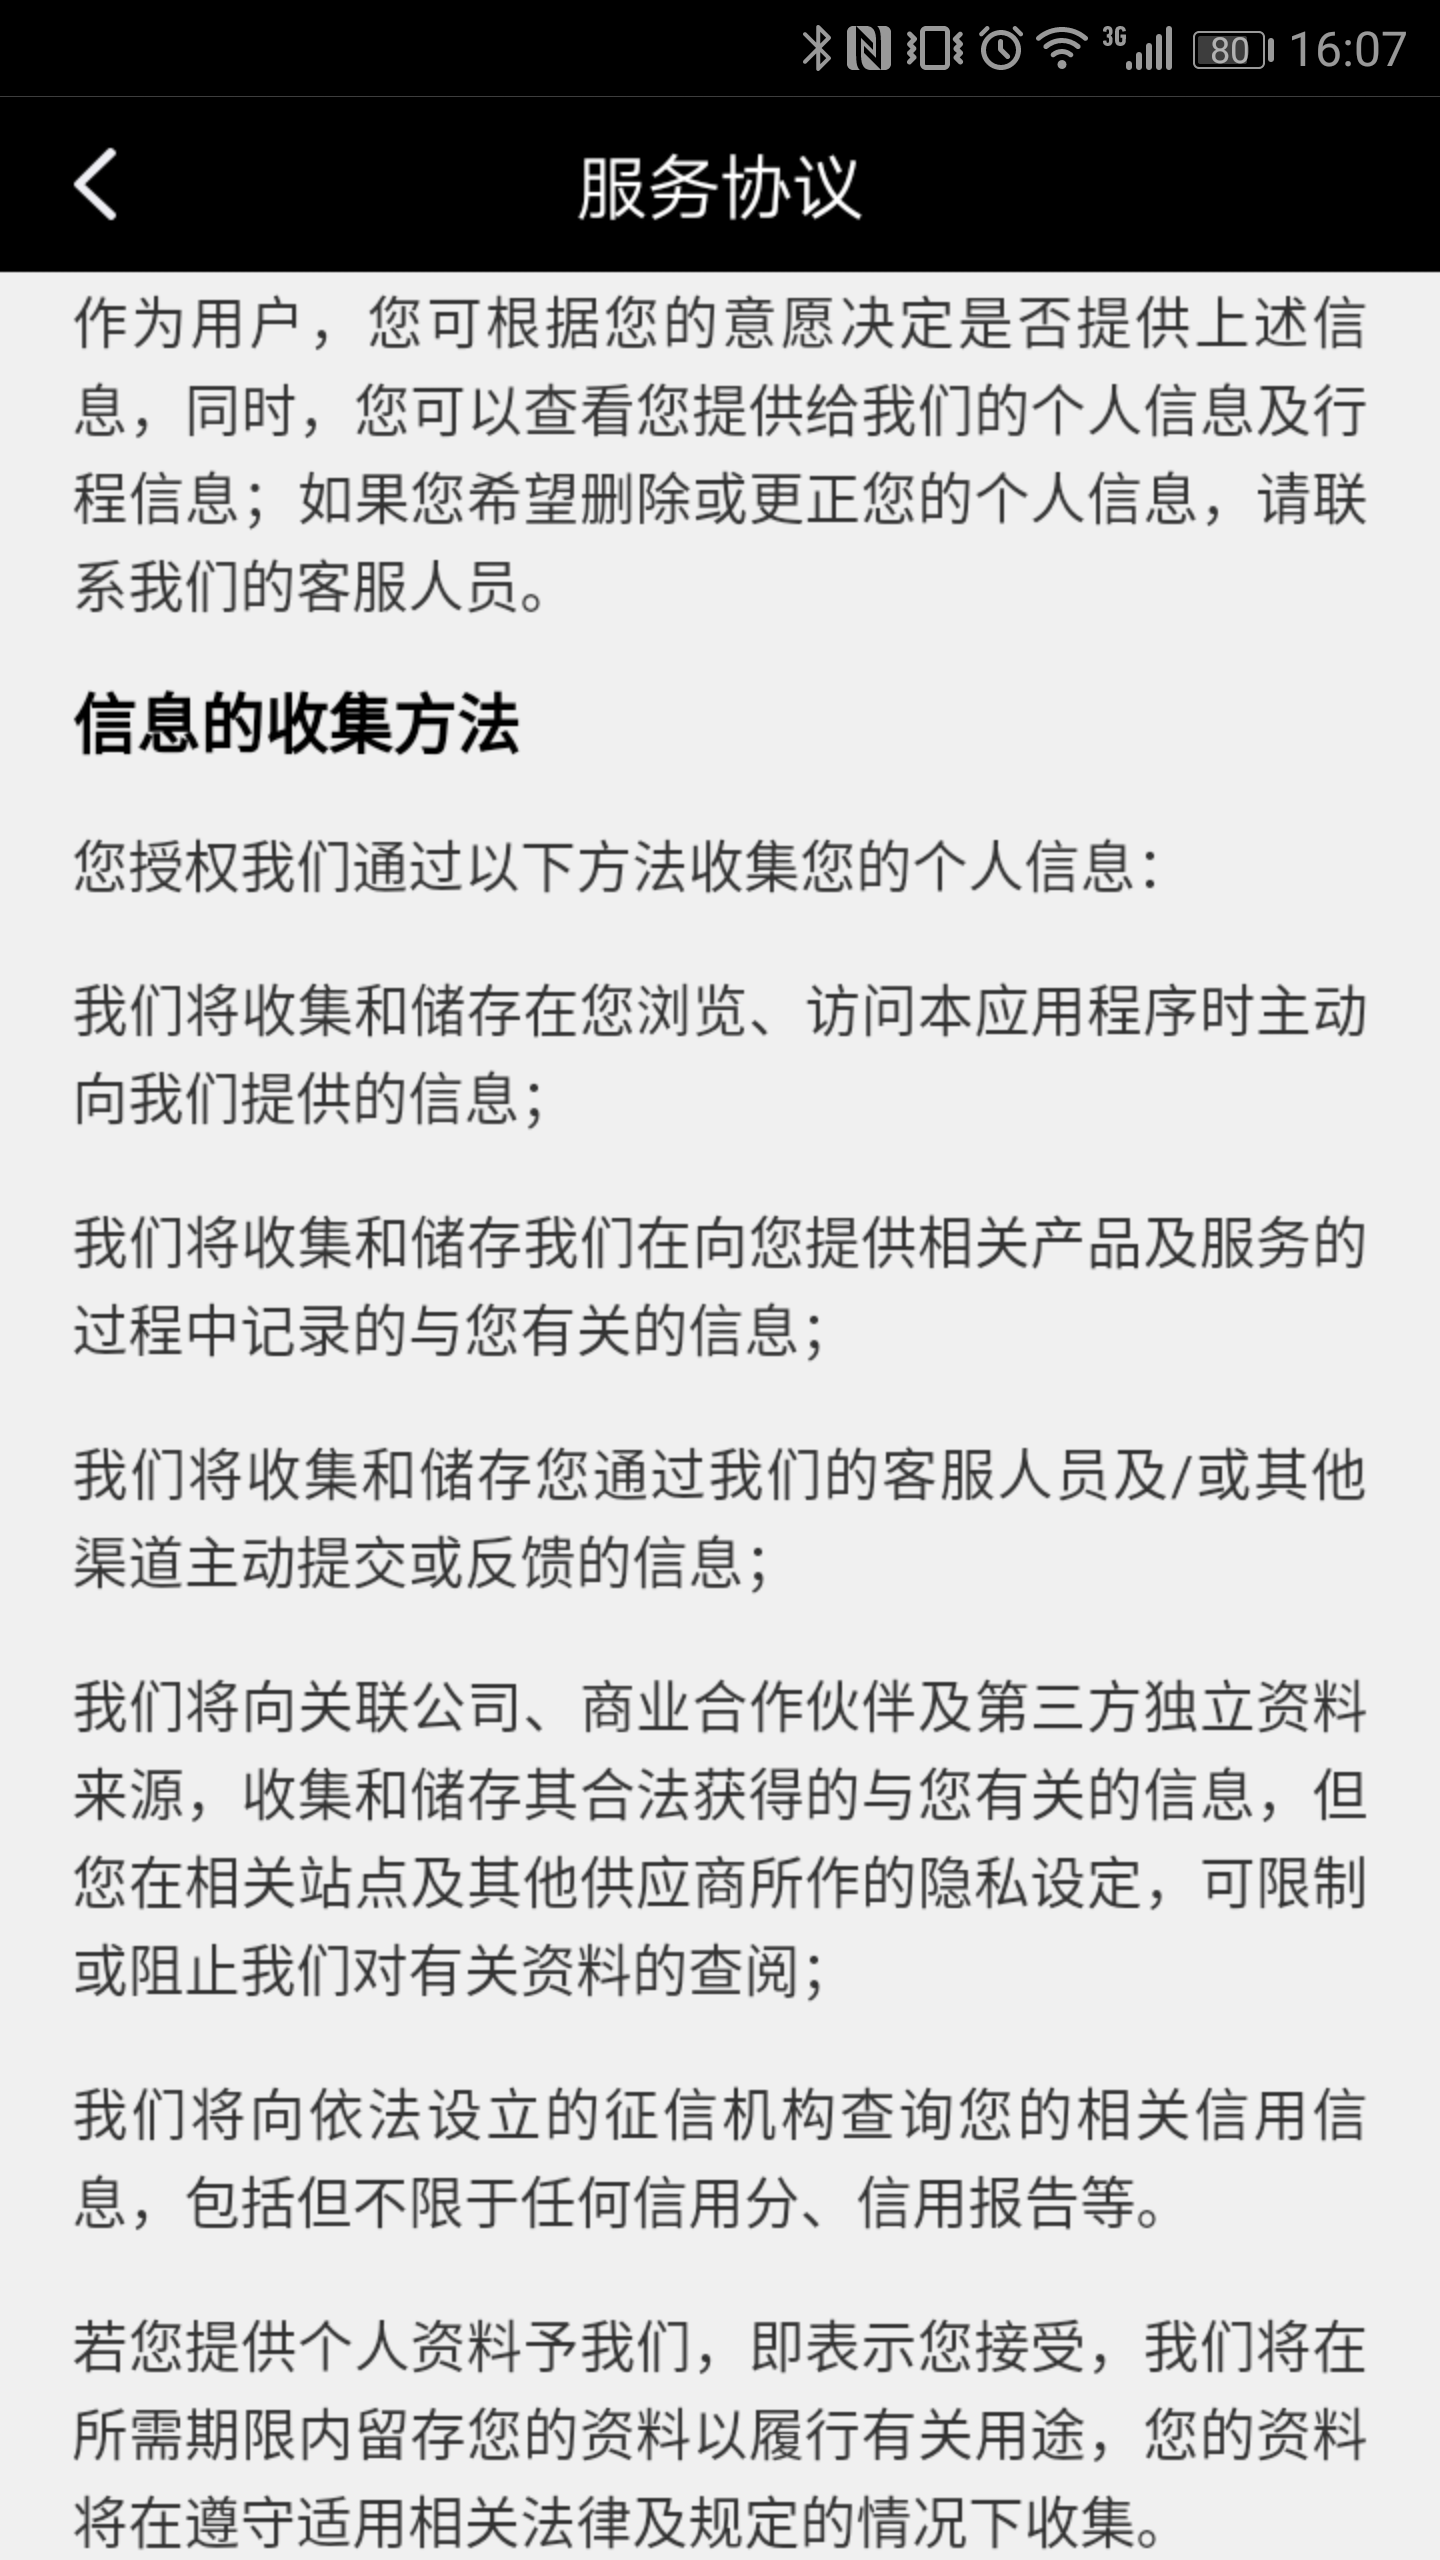 3G 80 16:07
服务协议
作为用户，您可根据您的意愿决定是否提供上述信
息，同时，您可以查看您提供给我们的个人信息及行
程信息；如果您希望删除或更正您的个人信息，请联
系我们的客服人员。
信息的收集方法
您授权我们通过以下方法收集您的个人信息：
我们将收集和储存在您浏览、访问本应用程序时主动
向我们提供的信息；
我们将收集和储存我们在向您提供相关产品及服务的
过程中记录的与您有关的信息；
我们将收集和储存您通过我们的客服人员及/或其他
渠道主动提交或反馈的信息；
我们将向关联公司、商业合作伙伴及第三方独立资料
来源，收集和储存其合法获得的与您有关的信息，但
您在相关站点及其他供应商所作的隐私设定，可限制
或阻止我们对有关资料的查阅；
我们将向依法设立的征信机构查询您的相关信用信
息，包括但不限于任何信用分、信用报告等。
若您提供个人资料予我们，即表示您接受，我们将在
所需期限内留存您的资料以履行有关用途，您的资料
将在遵守适用相关法律及规定的情况下收集。